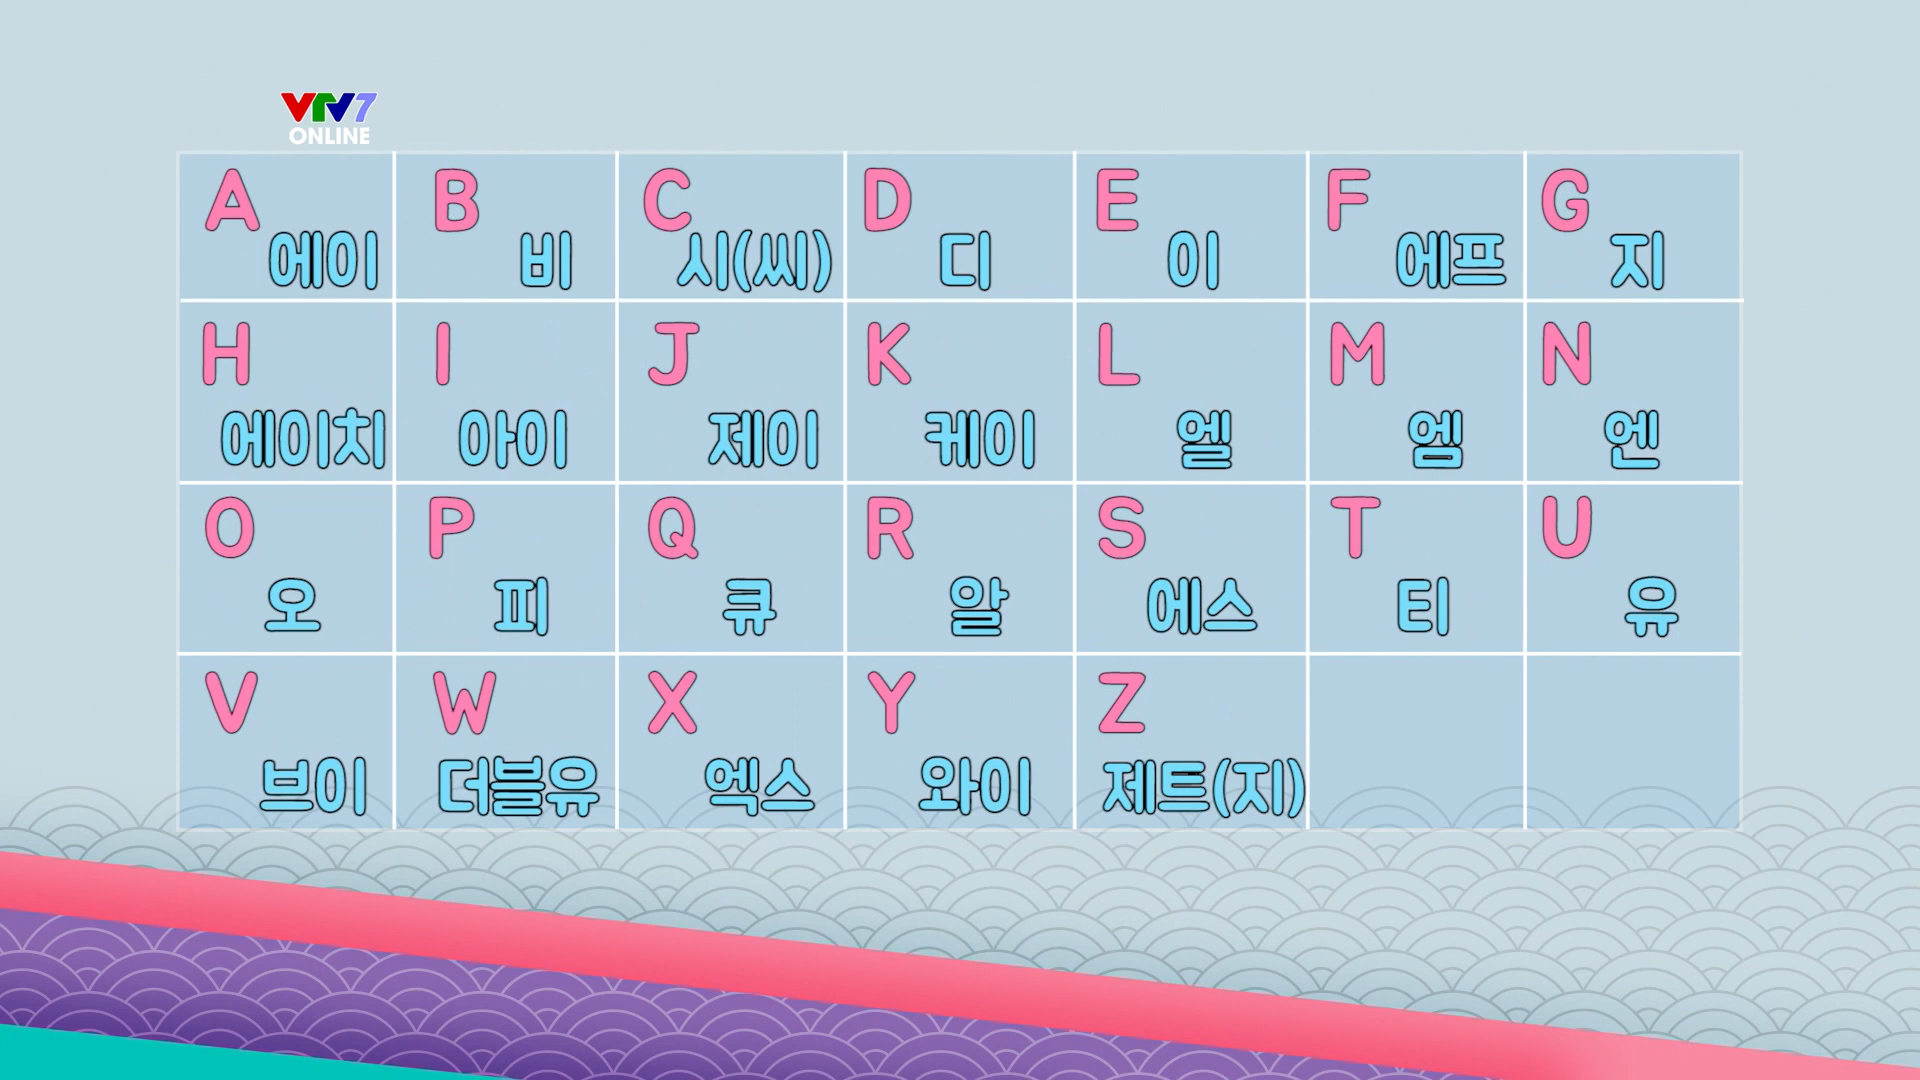 VTV7
ONLINE
A B C D E F G
에이 비 시(씨) 디 이 에프 지
H I J K L M N
에이치 아이 제이 케이 엘 엠 엔
O P Q R S T U
오 피 큐 알 에스 티 유
V W X Y Z
브이 더블유 엑스 와이 제트(지)